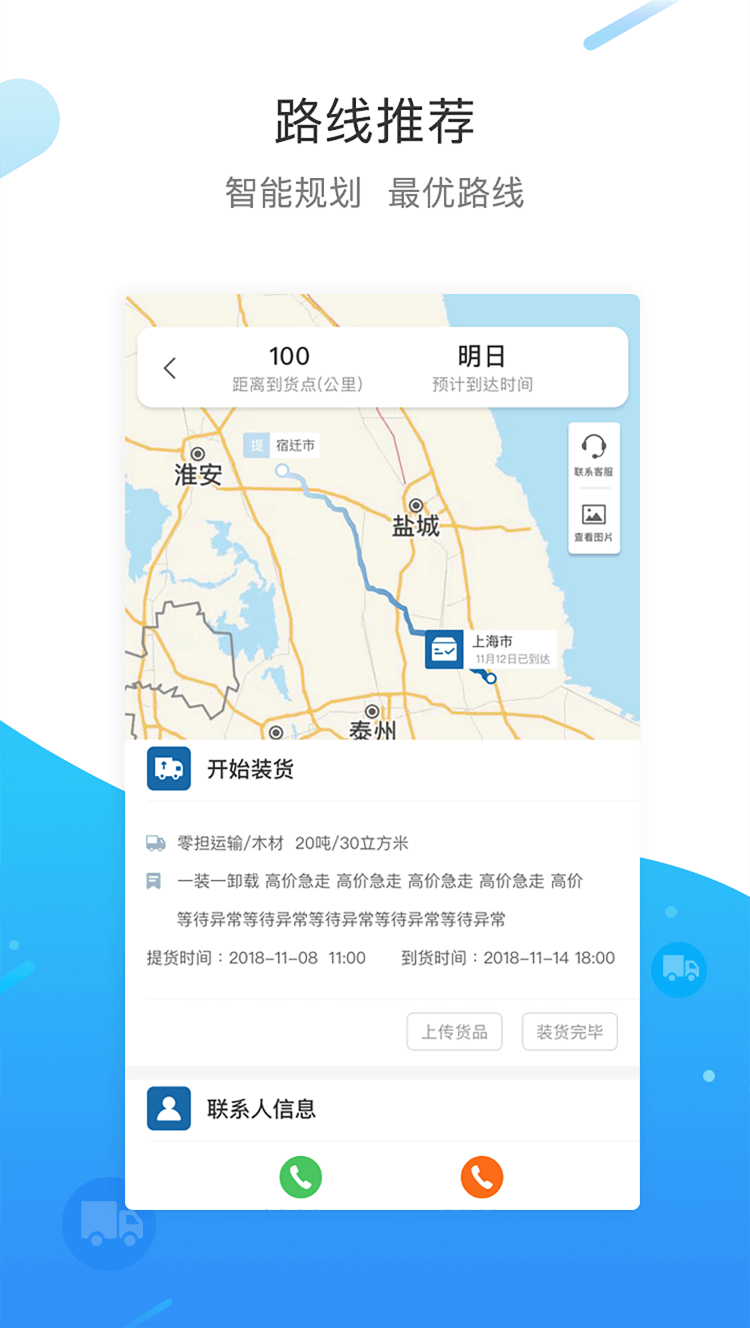 路线推荐
智能规划 最优路线
100
距离到货点(公里)
明日
预计到达时间
联系客服
查看图片
提 宿迁市
淮安
盐城
上海市
11月12日已到达
泰州
开始装货
零担运输/木材 20吨/30立方米
一装一卸载 高价急走 高价急走 高价急走 高价急走 高价
等待异常等待异常等待异常等待异常等待异常
提货时间：2018-11-08 11:00 到货时间：2018-11-14 18:00
上传货品 装货完毕
联系人信息